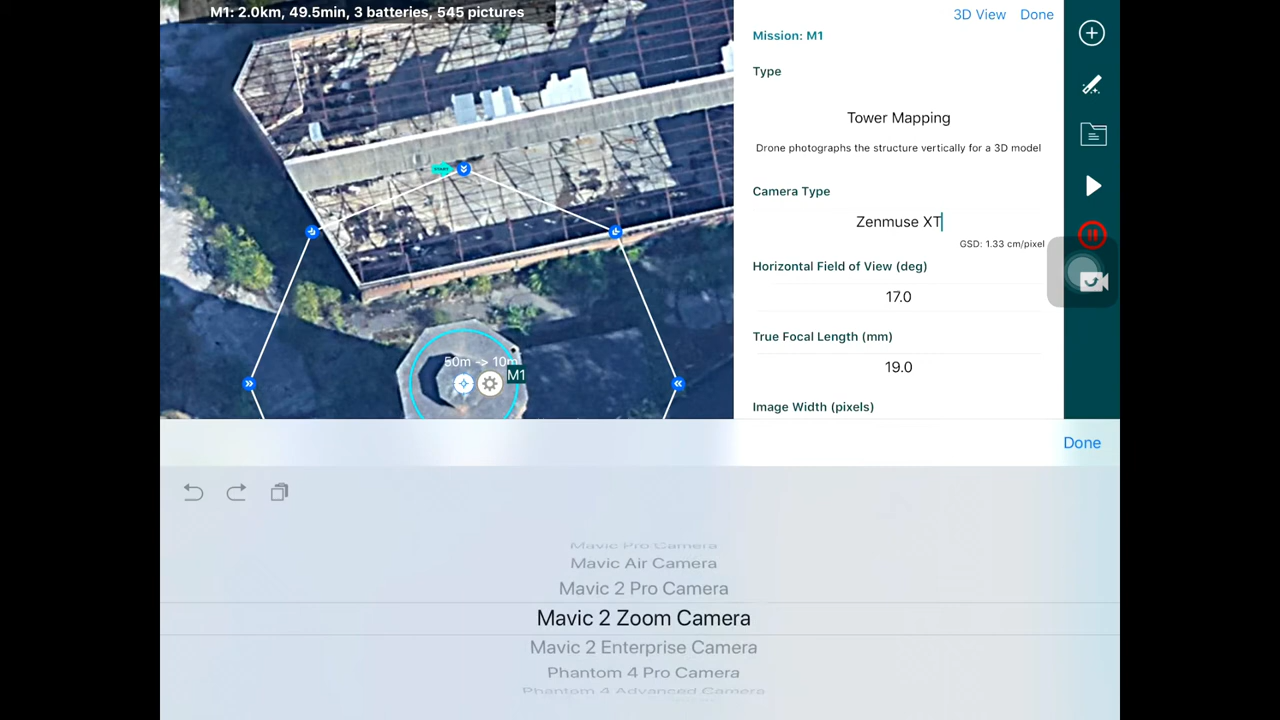 M1: 2.0km, 49.5min, 3 batteries, 545 pictures
3D View Done
Mission: M1
Type
Tower Mapping
Drone photographs the structure vertically for a 3D model
Camera Type
Zenmuse XT
GSD: 1.33 cm/pixel
Horizontal Field of View (deg)
17.0
True Focal Length (mm)
19.0
Image Width (pixels)
START
50m -> 10m
M1
Done
Mavic Pro Camera
Mavic Air Camera
Mavic 2 Pro Camera
Mavic 2 Zoom Camera
Mavic 2 Enterprise Camera
Phantom 4 Pro Camera
Phantom 4 Advanced Camera